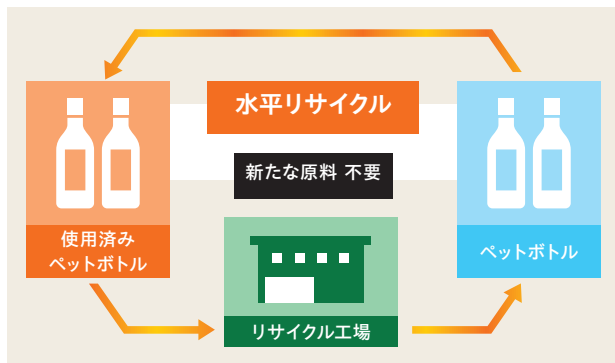 水平リサイクル
新たな原料 不要
使用済み
ペットボトル
ペットボトル
リサイクル工場